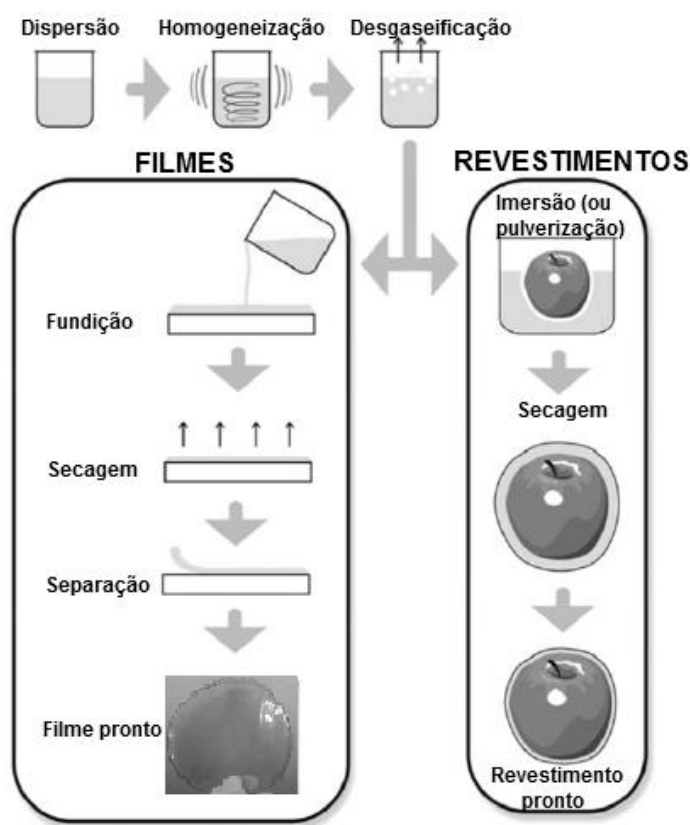 Dispersão
Homogeneização
Desgaseificação
FILMES
Fundição
Secagem
Separação
Filme pronto
REVESTIMENTOS
Imersão (ou
pulverização)
Secagem
Revestimento
pronto